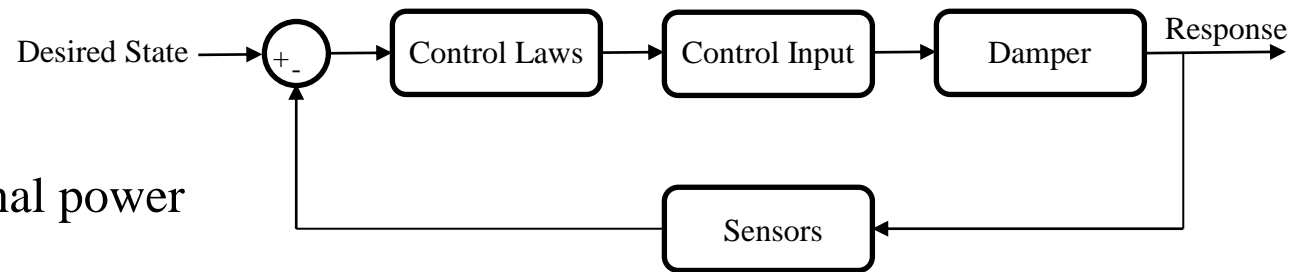 Response
Desired State
+
-
Control Laws
Control Input
Damper
nal power
Sensors